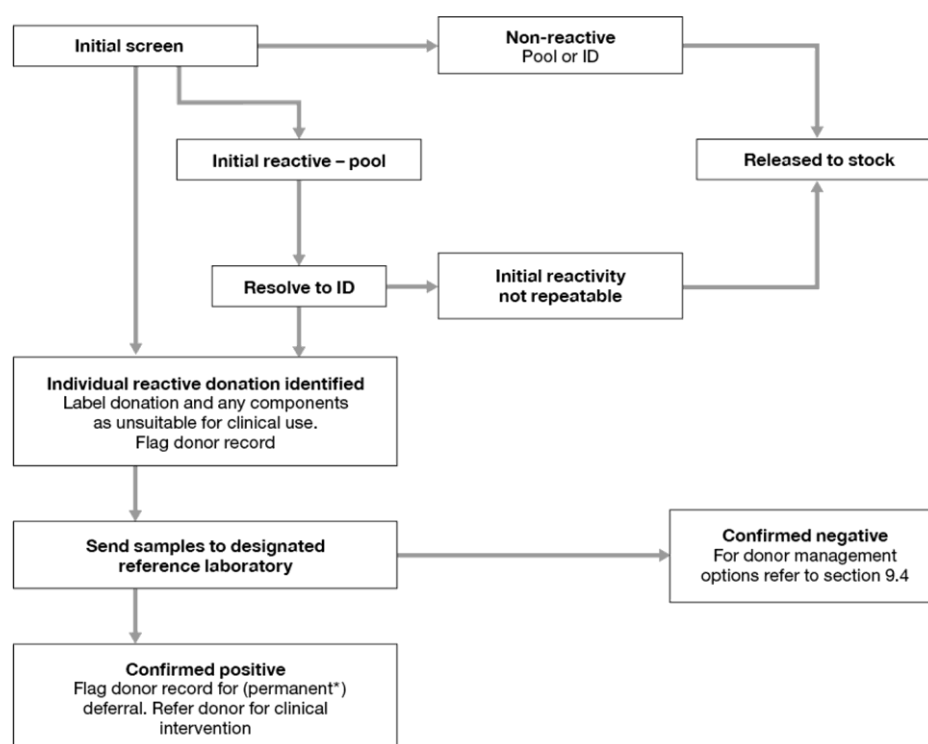 Initial screen
Non-reactive
Pool or ID
Initial reactive – pool
Released to stock
Resolve to ID
Initial reactivity
not repeatable
Individual reactive donation identified
Label donation and any components
as unsuitable for clinical use.
Flag donor record
Send samples to designated
reference laboratory
Confirmed negative
For donor management
options refer to section 9.4
Confirmed positive
Flag donor record for (permanent*)
deferral. Refer donor for clinical
intervention